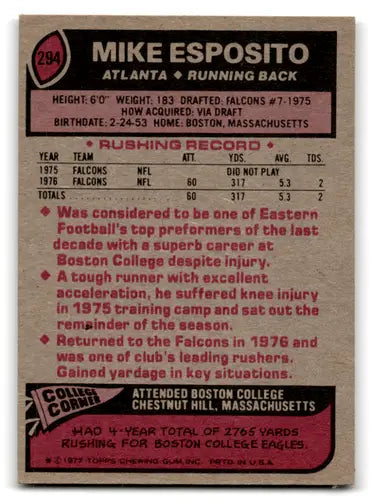 294
MIKE ESPOSITO
ATLANTA ◆ RUNNING BACK
HEIGHT: 6'0" WEIGHT: 183 DRAFTED: FALCONS #7-1975
HOW ACQUIRED: VIA DRAFT
BIRTHDATE: 2-24-53 HOME: BOSTON, MASSACHUSETTS
• RUSHING RECORD •
YEAR TEAM ATT. YDS. AVG. TDS
1975 FALCONS NFL DID NOT PLAY
1976 FALCONS NFL 60 317 5.3 2
TOTALS 60 317 5.3 2
◆ Was considered to be one of Eastern
Football's top preformers of the last
decade with a superb career at
Boston College despite injury.
◆ A tough runner with excellent
acceleration, he suffered knee injury
in 1975 training camp and sat out the
remainder of the season.
◆ Returned to the Falcons in 1976 and
was one of club's leading rushers.
Gained yardage in key situations.
COLLEGE CORNER
ATTENDED BOSTON COLLEGE
CHESTNUT HILL, MASSACHUSETTS
HAD 4-YEAR TOTAL OF 2765 YARDS
RUSHING FOR BOSTON COLLEGE EAGLES.
© 1977 TOPPS CHEWING GUM, INC. PRTD. IN U.S.A.